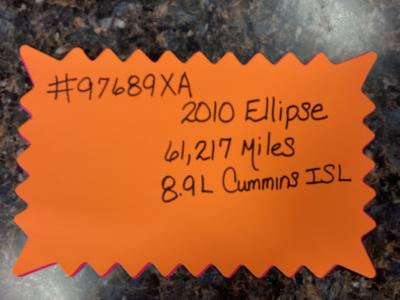 #97689XA
2010 Ellipse
61,217 Miles
8.9L Cummins ISL